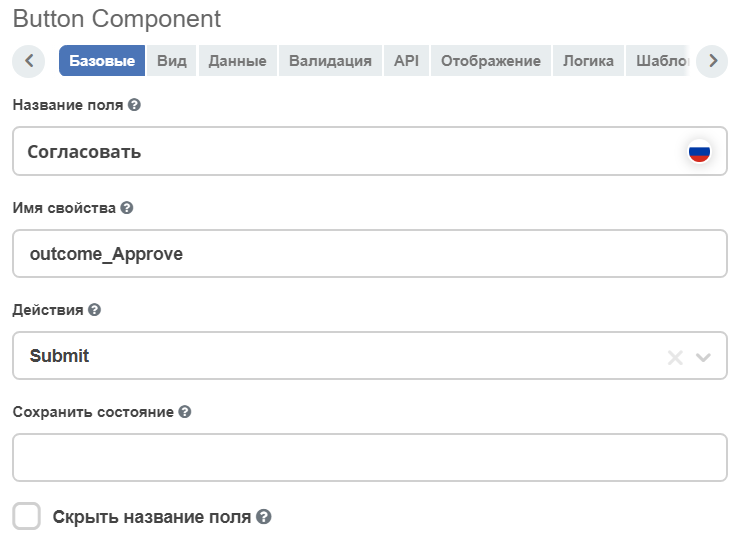 Button Component
Базовые Вид Данные Валидация API Отображение Логика Шабло
Название поля
Согласовать
Имя свойства
outcome_Approve
Действия
Submit
Сохранить состояние
Скрыть название поля